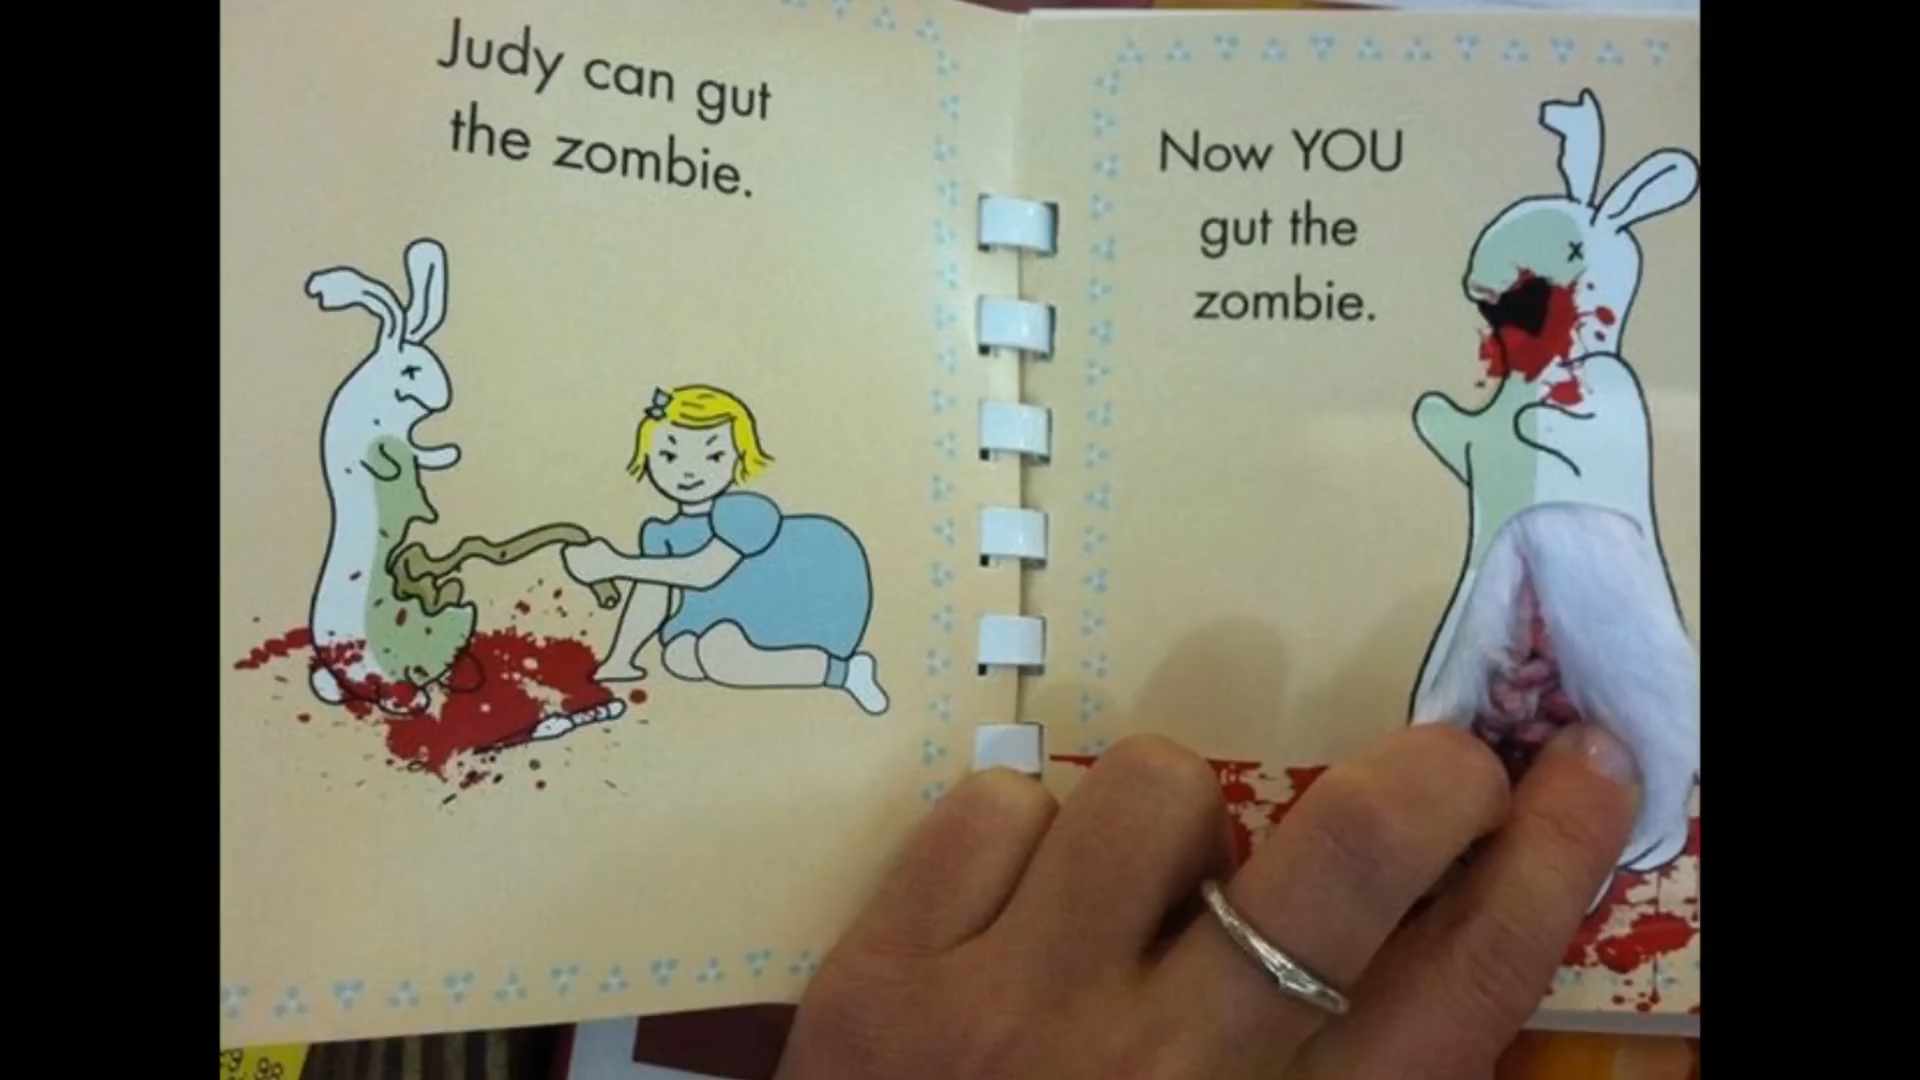 Judy can gut
the zombie.
Now YOU
gut the
zombie.